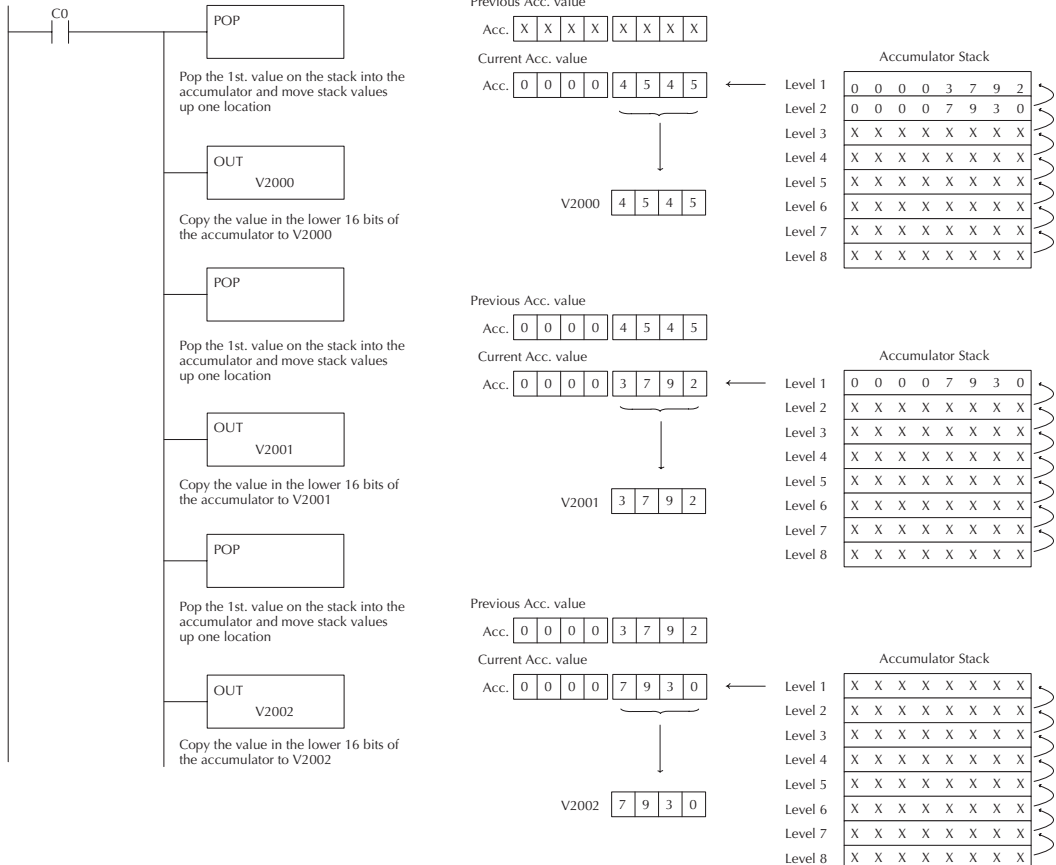 C0
POP
Pop the 1st. value on the stack into the
accumulator and move stack values
up one location
OUT
V2000
Copy the value in the lower 16 bits of
the accumulator to V2000
POP
Pop the 1st. value on the stack into the
accumulator and move stack values
up one location
OUT
V2001
Copy the value in the lower 16 bits of
the accumulator to V2001
POP
Pop the 1st. value on the stack into the
accumulator and move stack values
up one location
OUT
V2002
Copy the value in the lower 16 bits of
the accumulator to V2002
Previous Acc. value
Acc. X X X X X X X X
Current Acc. value
Acc. 0 0 0 0 4 5 4 5
V2000 4 5 4 5
Accumulator Stack
Level 1 0 0 0 0 3 7 9 2
Level 2 0 0 0 0 7 9 3 0
Level 3 X X X X X X X X
Level 4 X X X X X X X X
Level 5 X X X X X X X X
Level 6 X X X X X X X X
Level 7 X X X X X X X X
Level 8 X X X X X X X X
Previous Acc. value
Acc. 0 0 0 0 4 5 4 5
Current Acc. value
Acc. 0 0 0 0 3 7 9 2
V2001 3 7 9 2
Accumulator Stack
Level 1 0 0 0 0 7 9 3 0
Level 2 X X X X X X X X
Level 3 X X X X X X X X
Level 4 X X X X X X X X
Level 5 X X X X X X X X
Level 6 X X X X X X X X
Level 7 X X X X X X X X
Level 8 X X X X X X X X
Previous Acc. value
Acc. 0 0 0 0 3 7 9 2
Current Acc. value
Acc. 0 0 0 0 7 9 3 0
V2002 7 9 3 0
Accumulator Stack
Level 1 X X X X X X X X
Level 2 X X X X X X X X
Level 3 X X X X X X X X
Level 4 X X X X X X X X
Level 5 X X X X X X X X
Level 6 X X X X X X X X
Level 7 X X X X X X X X
Level 8 X X X X X X X X